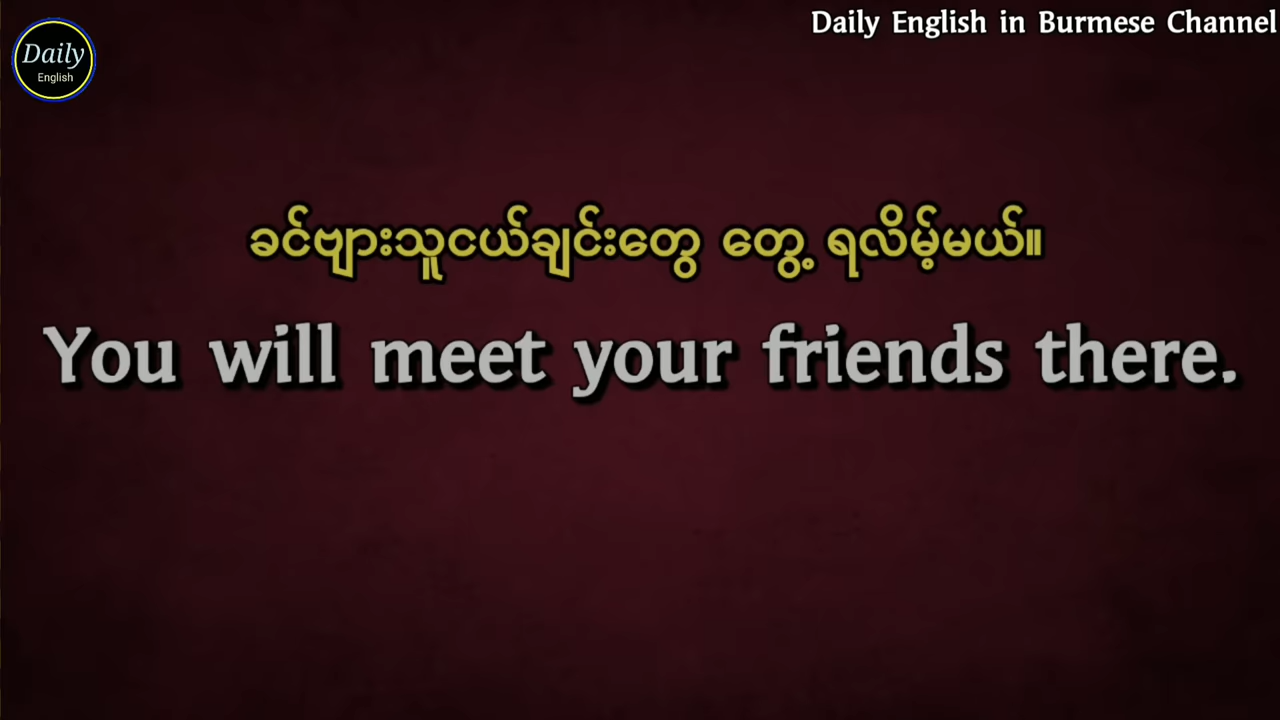 Daily English in Burmese Channel
Daily
English
ခင်ဗျားသူငယ်ချင်းတွေ တွေ့ ရလိမ့်မယ်။
You will meet your friends there.